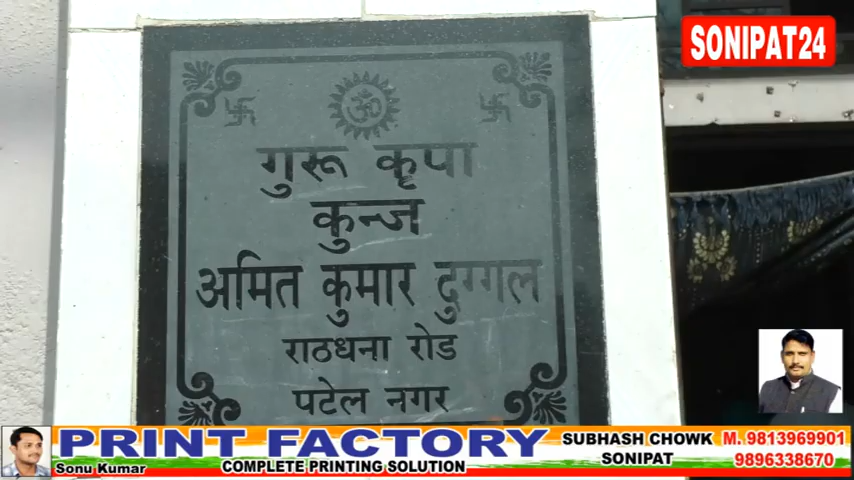 SONIPAT24
ॐ
गुरू कृपा
कुन्ज
अमित कुमार दुग्गल
राठधना रोड
पटेल नगर
PRINT FACTORY
SUBHASH CHOWK M. 9813969901
SONIPAT 9896338670
Sonu Kumar
COMPLETE PRINTING SOLUTION